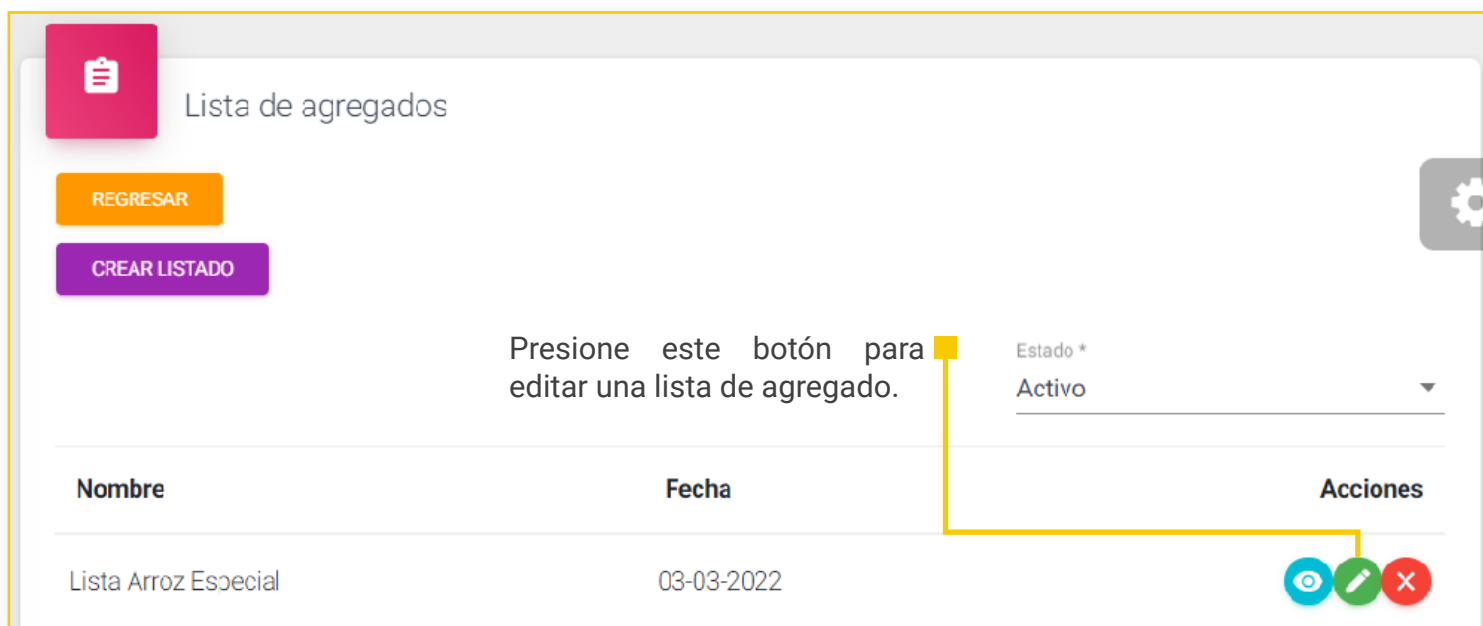 Lista de agregados
REGRESAR
CREAR LISTADO
Presione este botón para
editar una lista de agregado.
Estado *
Activo
Nombre Fecha Acciones
Lista Arroz Especial 03-03-2022